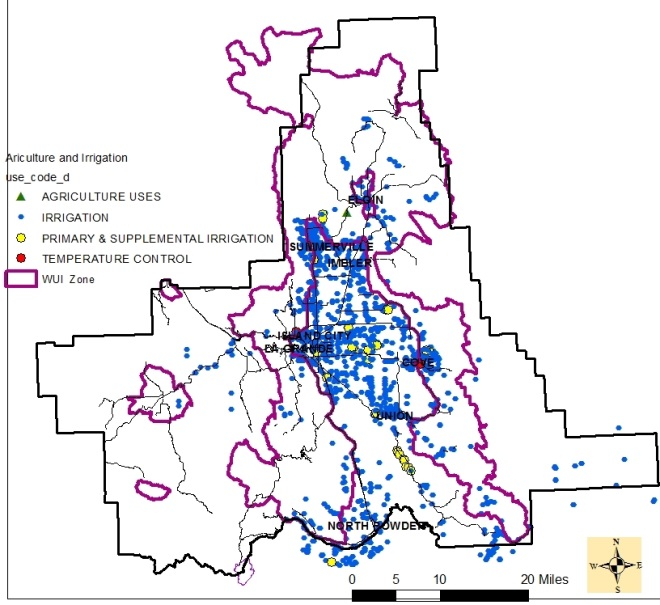 Ariculture and Irrigation
use_code_d
AGRICULTURE USES
IRRIGATION
PRIMARY & SUPPLEMENTAL IRRIGATION
TEMPERATURE CONTROL
WUI Zone
ELGIN
SUMMERVILLE
IMBLER
ISLAND CITY
LA GRANDE
COVE
UNION
NORTH POWDER
N
W E
S
0 5 10 20 Miles